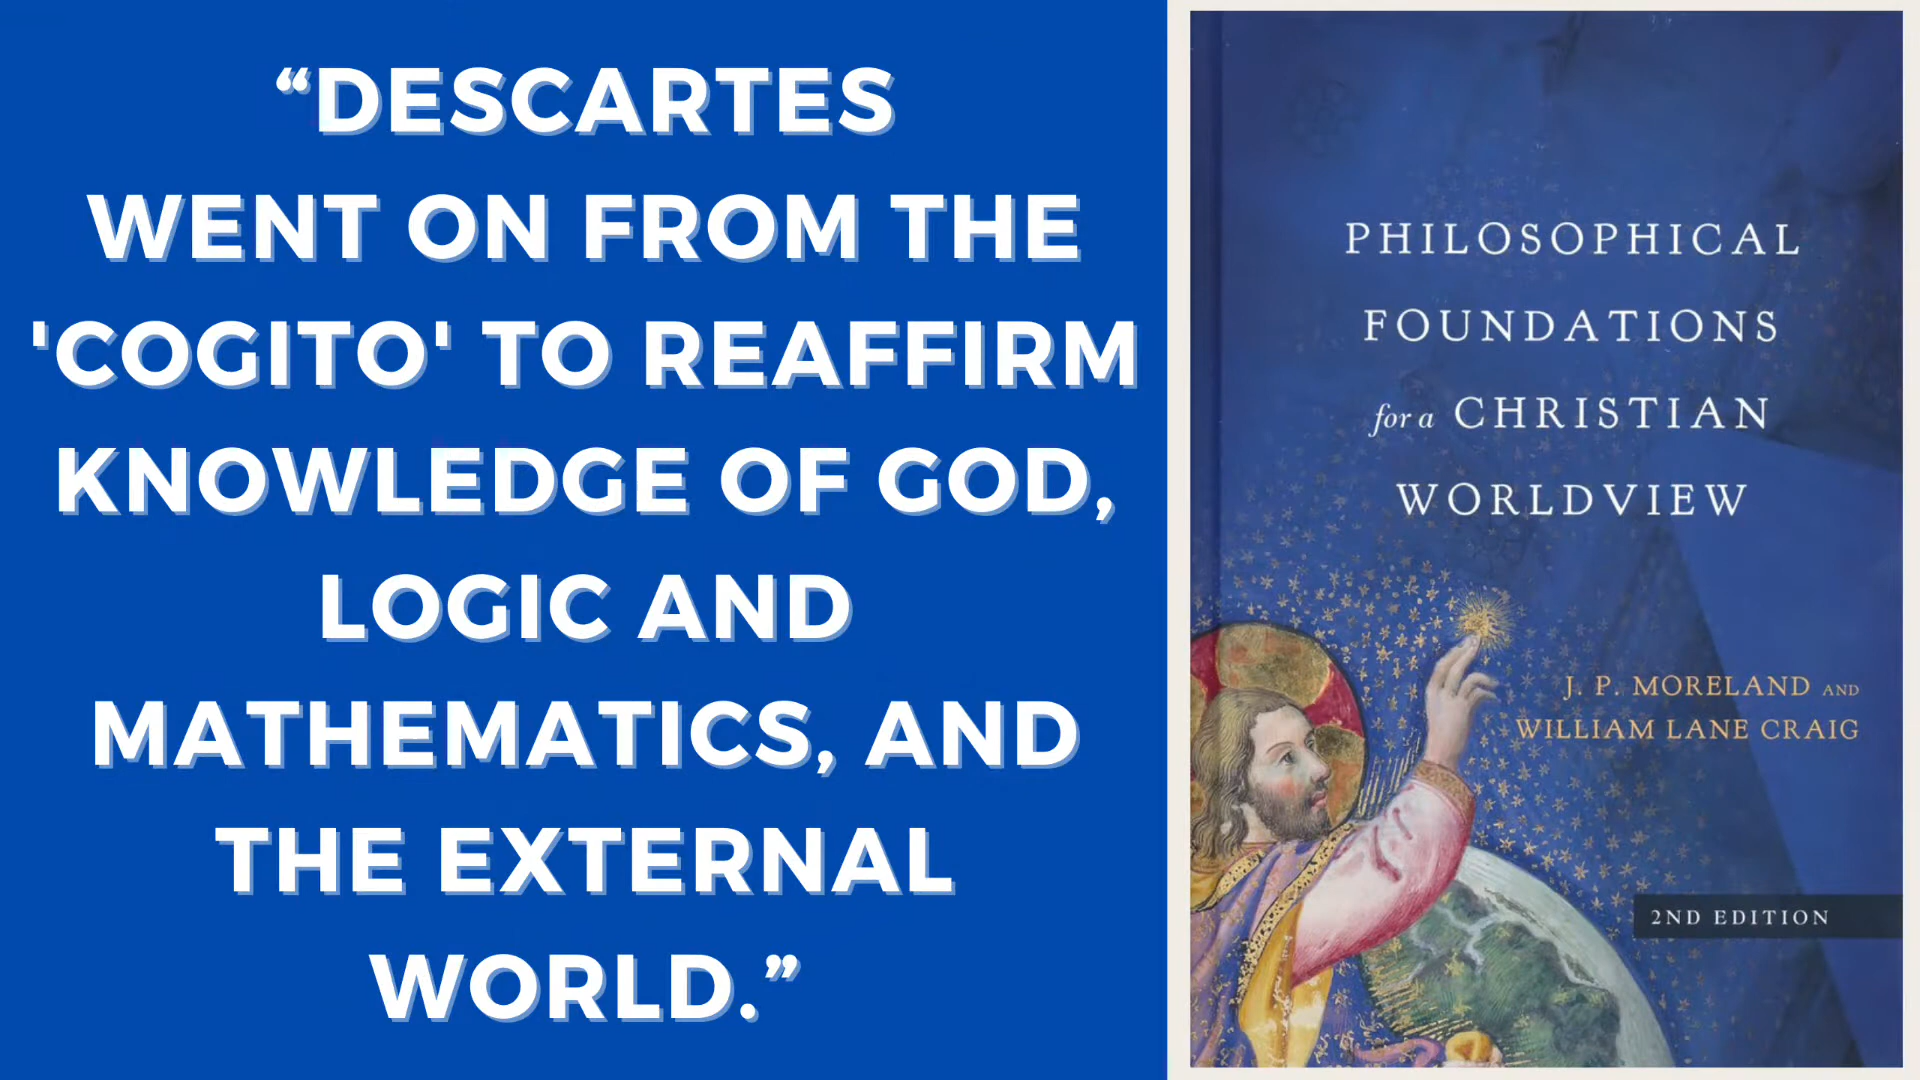 “DESCARTES
WENT ON FROM THE
'COGITO' TO REAFFIRM
KNOWLEDGE OF GOD,
LOGIC AND
MATHEMATICS, AND
THE EXTERNAL
WORLD.”
PHILOSOPHICAL
FOUNDATIONS
for a CHRISTIAN
WORLDVIEW
J. P. MORELAND AND
WILLIAM LANE CRAIG
2ND EDITION